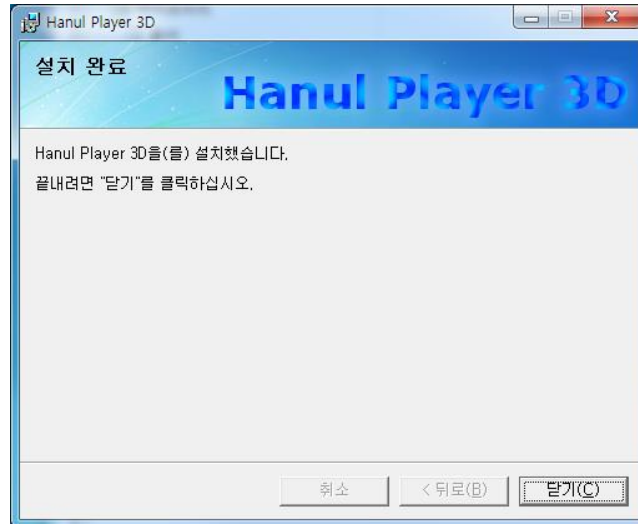 Hanul Player 3D
설치 완료
Hanul Player 3D
Hanul Player 3D을(를) 설치했습니다.
끝내려면 "닫기"를 클릭하십시오.
취소
< 뒤로(B)
닫기(C)